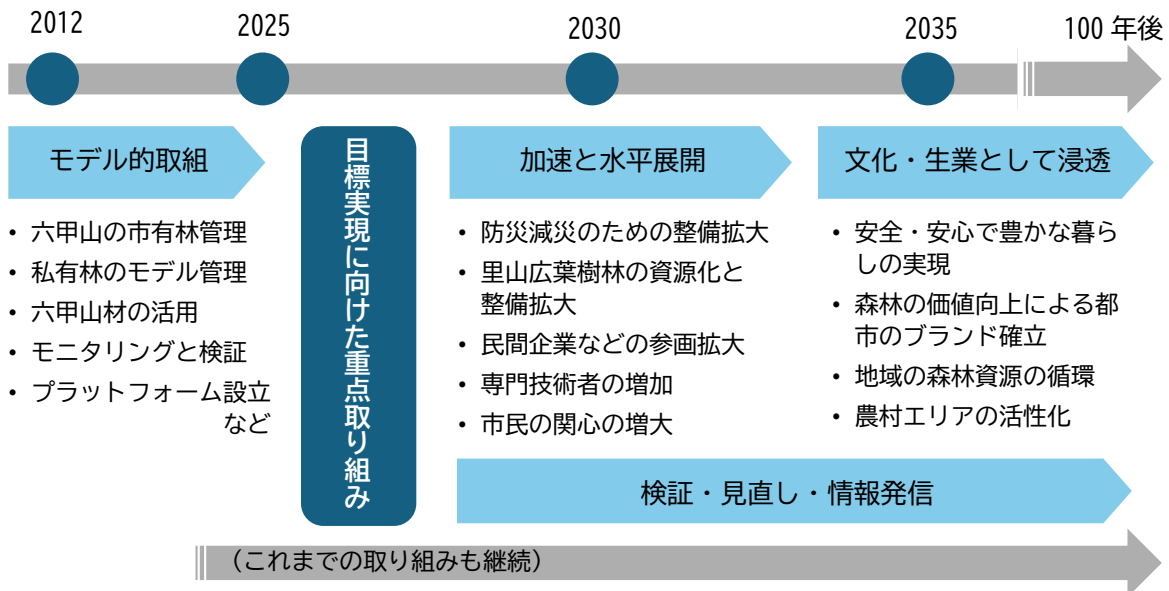 2012
2025
2030
2035
100 年後
モデル的取組
• 六甲山の市有林管理
• 私有林のモデル管理
• 六甲山材の活用
• モニタリングと検証
• プラットフォーム設立
など
目標実現に向けた重点取り組み
加速と水平展開
• 防災減災のための整備拡大
• 里山広葉樹林の資源化と
整備拡大
• 民間企業などの参画拡大
• 専門技術者の増加
• 市民の関心の増大
文化・生業として浸透
• 安全・安心で豊かな暮ら
しの実現
• 森林の価値向上による都
市のブランド確立
• 地域の森林資源の循環
• 農村エリアの活性化
検証・見直し・情報発信
（これまでの取り組みも継続）